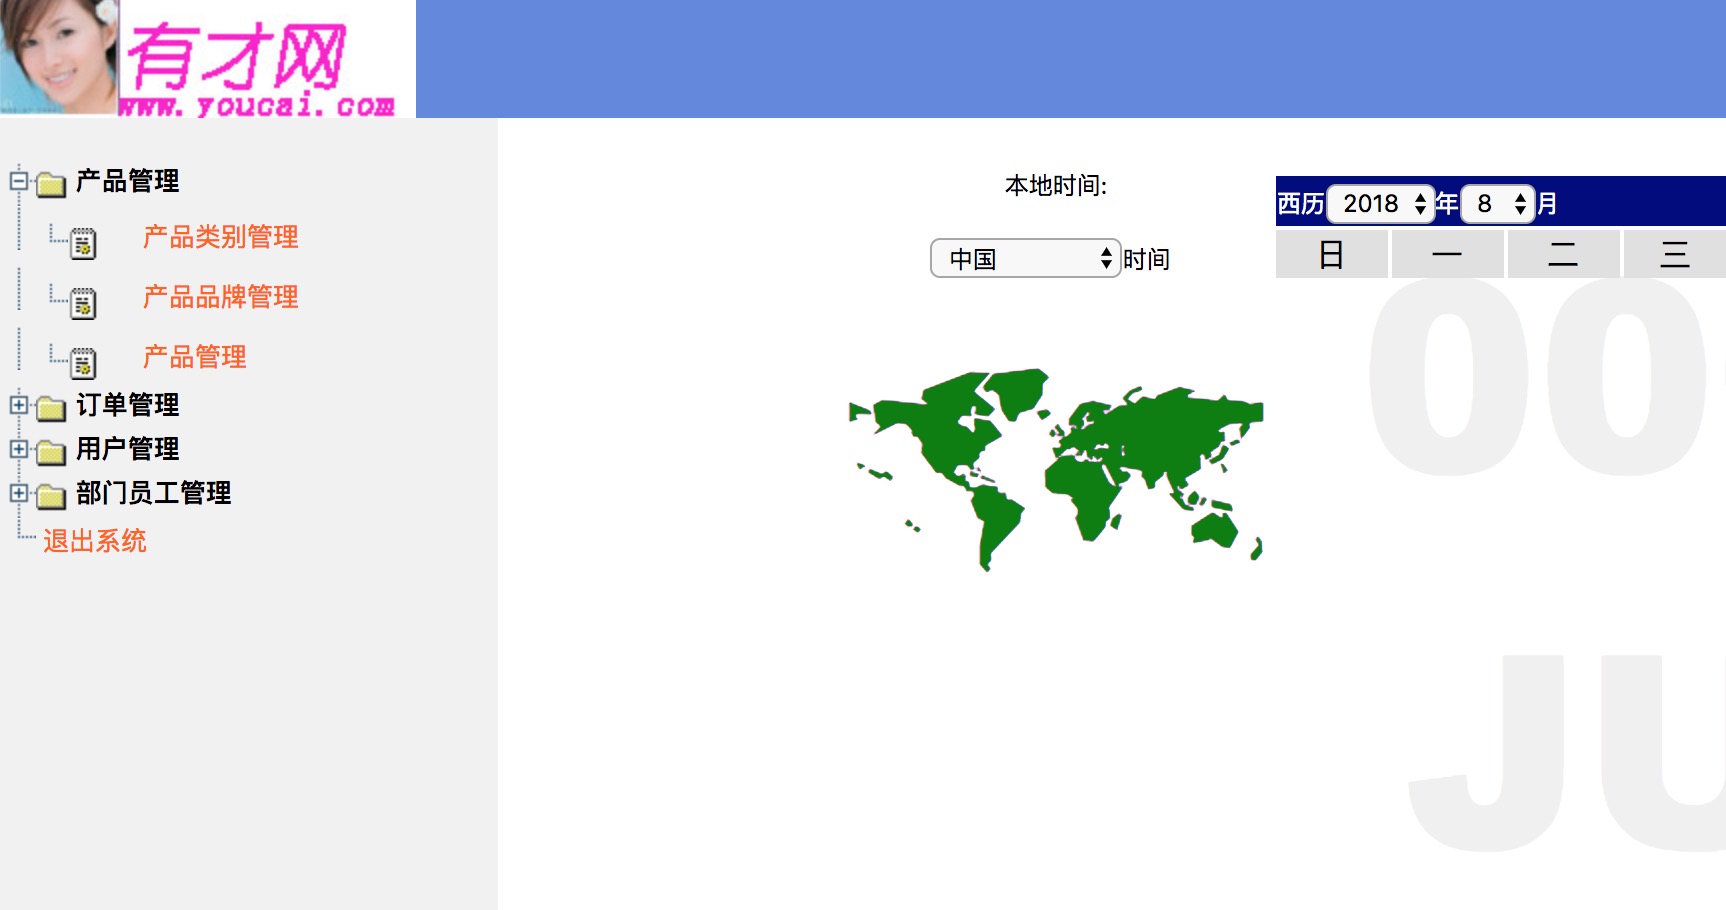 有才网
www.youcai.com
产品管理
产品类别管理
产品品牌管理
产品管理
订单管理
用户管理
部门员工管理
退出系统
本地时间:
中国 时间
西历 2018 年 8 月
日 一 二 三
00
JU